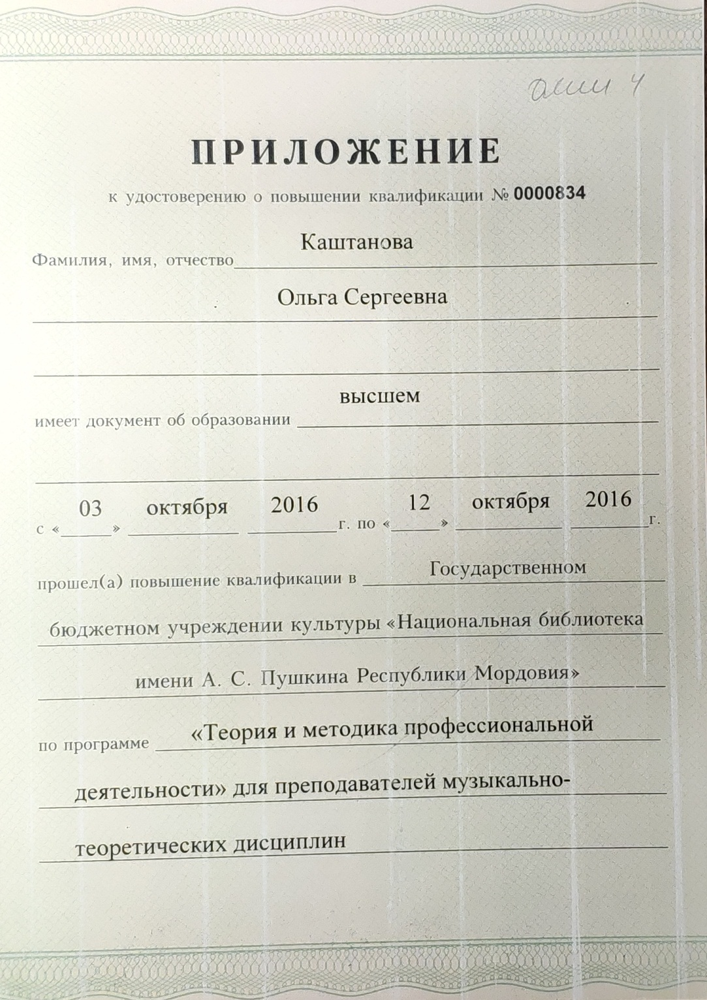 ПРИЛОЖЕНИЕ
к удостоверению о повышении квалификации № 0000834
Каштанова
Фамилия, имя, отчество
Ольга Сергеевна
высшем
имеет документ об образовании
с « 03 » октября 2016 г. по « 12 » октября 2016 г.
прошел(а) повышение квалификации в Государственном
бюджетном учреждении культуры «Национальная библиотека
имени А. С. Пушкина Республики Мордовия»
по программе «Теория и методика профессиональной
деятельности» для преподавателей музыкально-
теоретических дисциплин